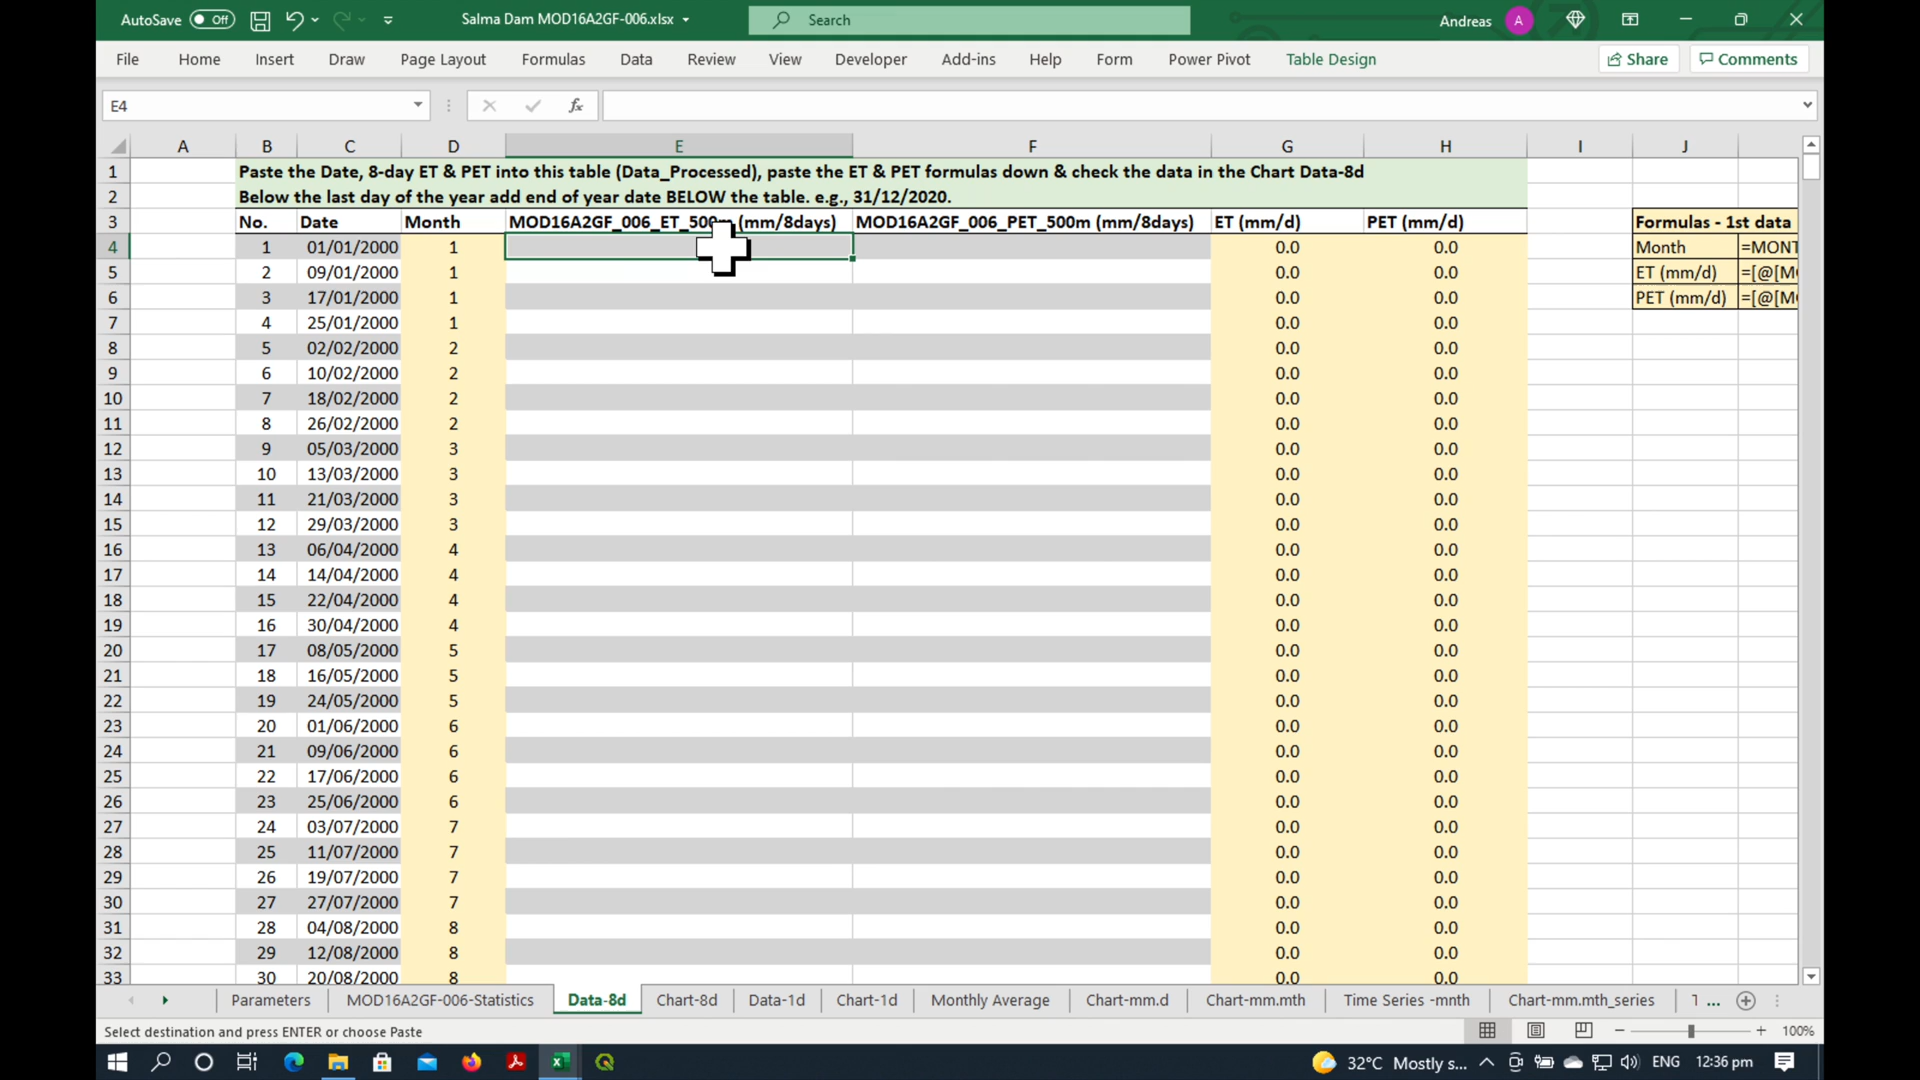 AutoSave Off Salma Dam MOD16A2GF-006.xlsx Search Andreas A
File Home Insert Draw Page Layout Formulas Data Review View Developer Add-ins Help Form Power Pivot Table Design Share Comments
E4 fx
A B C D E F G H I J
1 Paste the Date, 8-day ET & PET into this table (Data_Processed), paste the ET & PET formulas down & check the data in the Chart Data-8d
2 Below the last day of the year add end of year date BELOW the table. e.g., 31/12/2020.
3 No. Date Month MOD16A2GF_006_ET_500m (mm/8days) MOD16A2GF_006_PET_500m (mm/8days) ET (mm/d) PET (mm/d) Formulas - 1st data
4 1 01/01/2000 1 0.0 0.0 Month =MONT
5 2 09/01/2000 1 0.0 0.0 ET (mm/d) =[@[M
6 3 17/01/2000 1 0.0 0.0 PET (mm/d) =[@[M
7 4 25/01/2000 1 0.0 0.0
8 5 02/02/2000 2 0.0 0.0
9 6 10/02/2000 2 0.0 0.0
10 7 18/02/2000 2 0.0 0.0
11 8 26/02/2000 2 0.0 0.0
12 9 05/03/2000 3 0.0 0.0
13 10 13/03/2000 3 0.0 0.0
14 11 21/03/2000 3 0.0 0.0
15 12 29/03/2000 3 0.0 0.0
16 13 06/04/2000 4 0.0 0.0
17 14 14/04/2000 4 0.0 0.0
18 15 22/04/2000 4 0.0 0.0
19 16 30/04/2000 4 0.0 0.0
20 17 08/05/2000 5 0.0 0.0
21 18 16/05/2000 5 0.0 0.0
22 19 24/05/2000 5 0.0 0.0
23 20 01/06/2000 6 0.0 0.0
24 21 09/06/2000 6 0.0 0.0
25 22 17/06/2000 6 0.0 0.0
26 23 25/06/2000 6 0.0 0.0
27 24 03/07/2000 7 0.0 0.0
28 25 11/07/2000 7 0.0 0.0
29 26 19/07/2000 7 0.0 0.0
30 27 27/07/2000 7 0.0 0.0
31 28 04/08/2000 8 0.0 0.0
32 29 12/08/2000 8 0.0 0.0
33 30 20/08/2000 8 0.0 0.0
Parameters MOD16A2GF-006-Statistics Data-8d Chart-8d Data-1d Chart-1d Monthly Average Chart-mm.d Chart-mm.mth Time Series -mnth Chart-mm.mth_series T ...
Select destination and press ENTER or choose Paste 100%
32°C Mostly s... ENG 12:36 pm